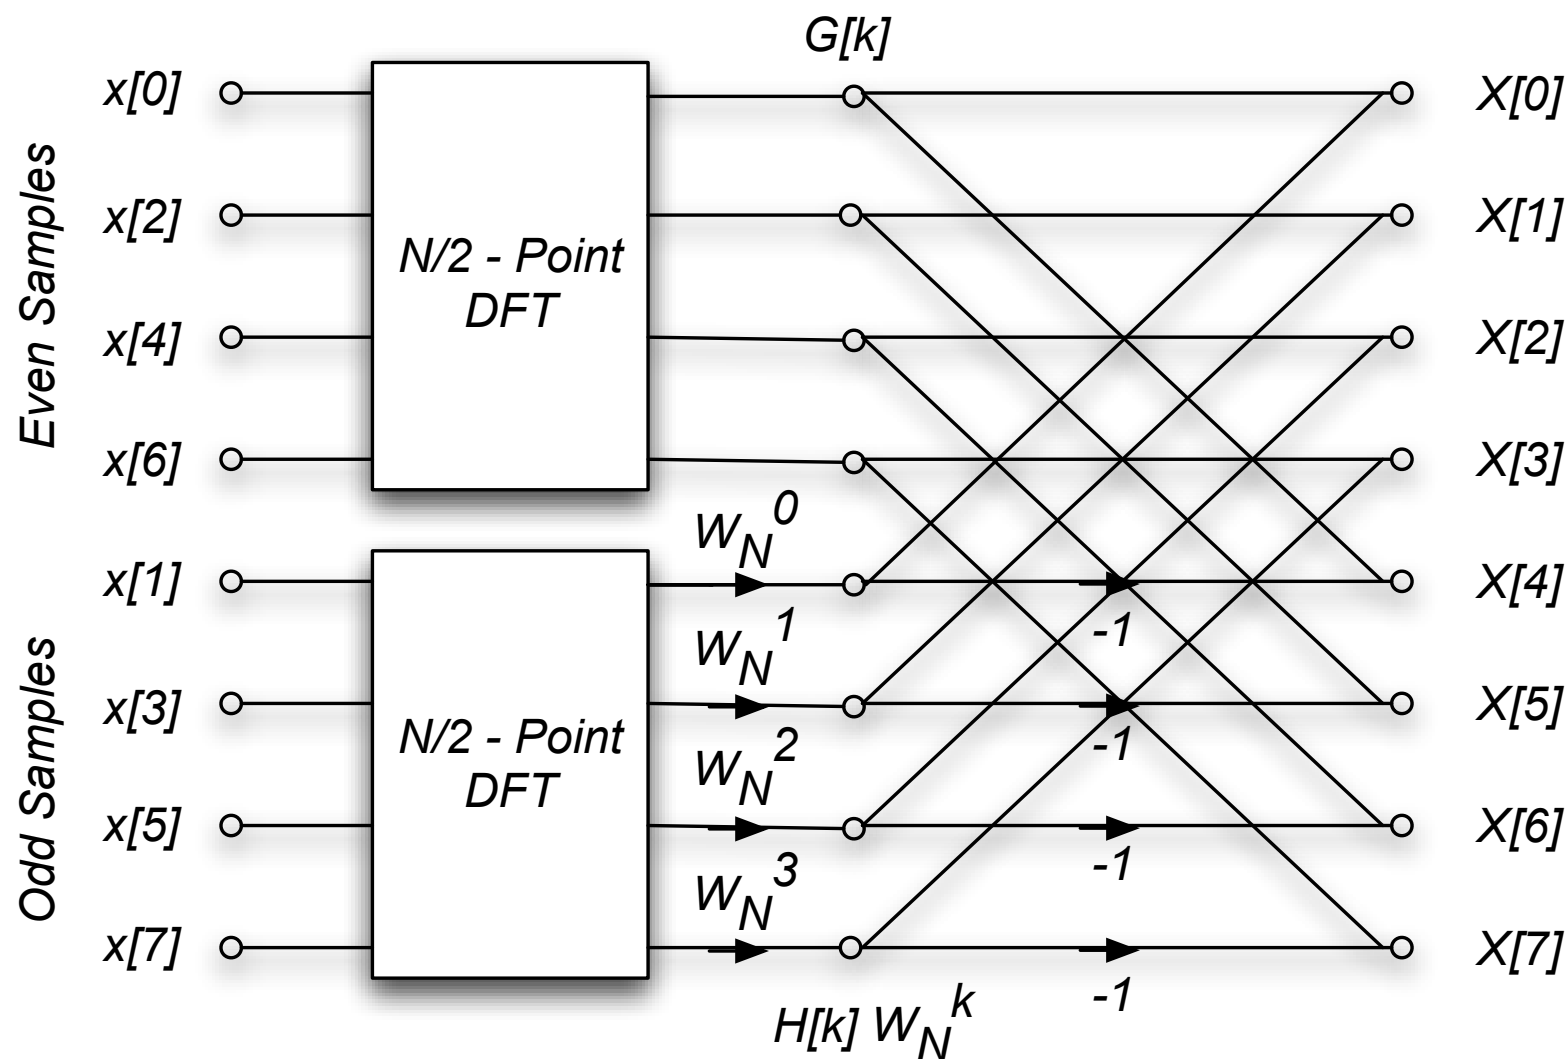 G[k]
x[0]
x[2]
x[4]
x[6]
x[1]
x[3]
x[5]
x[7]
Even Samples
Odd Samples
N/2 - Point
DFT
N/2 - Point
DFT
W_N^0
W_N^1
W_N^2
W_N^3
H[k] W_N^k
-1
-1
-1
-1
X[0]
X[1]
X[2]
X[3]
X[4]
X[5]
X[6]
X[7]